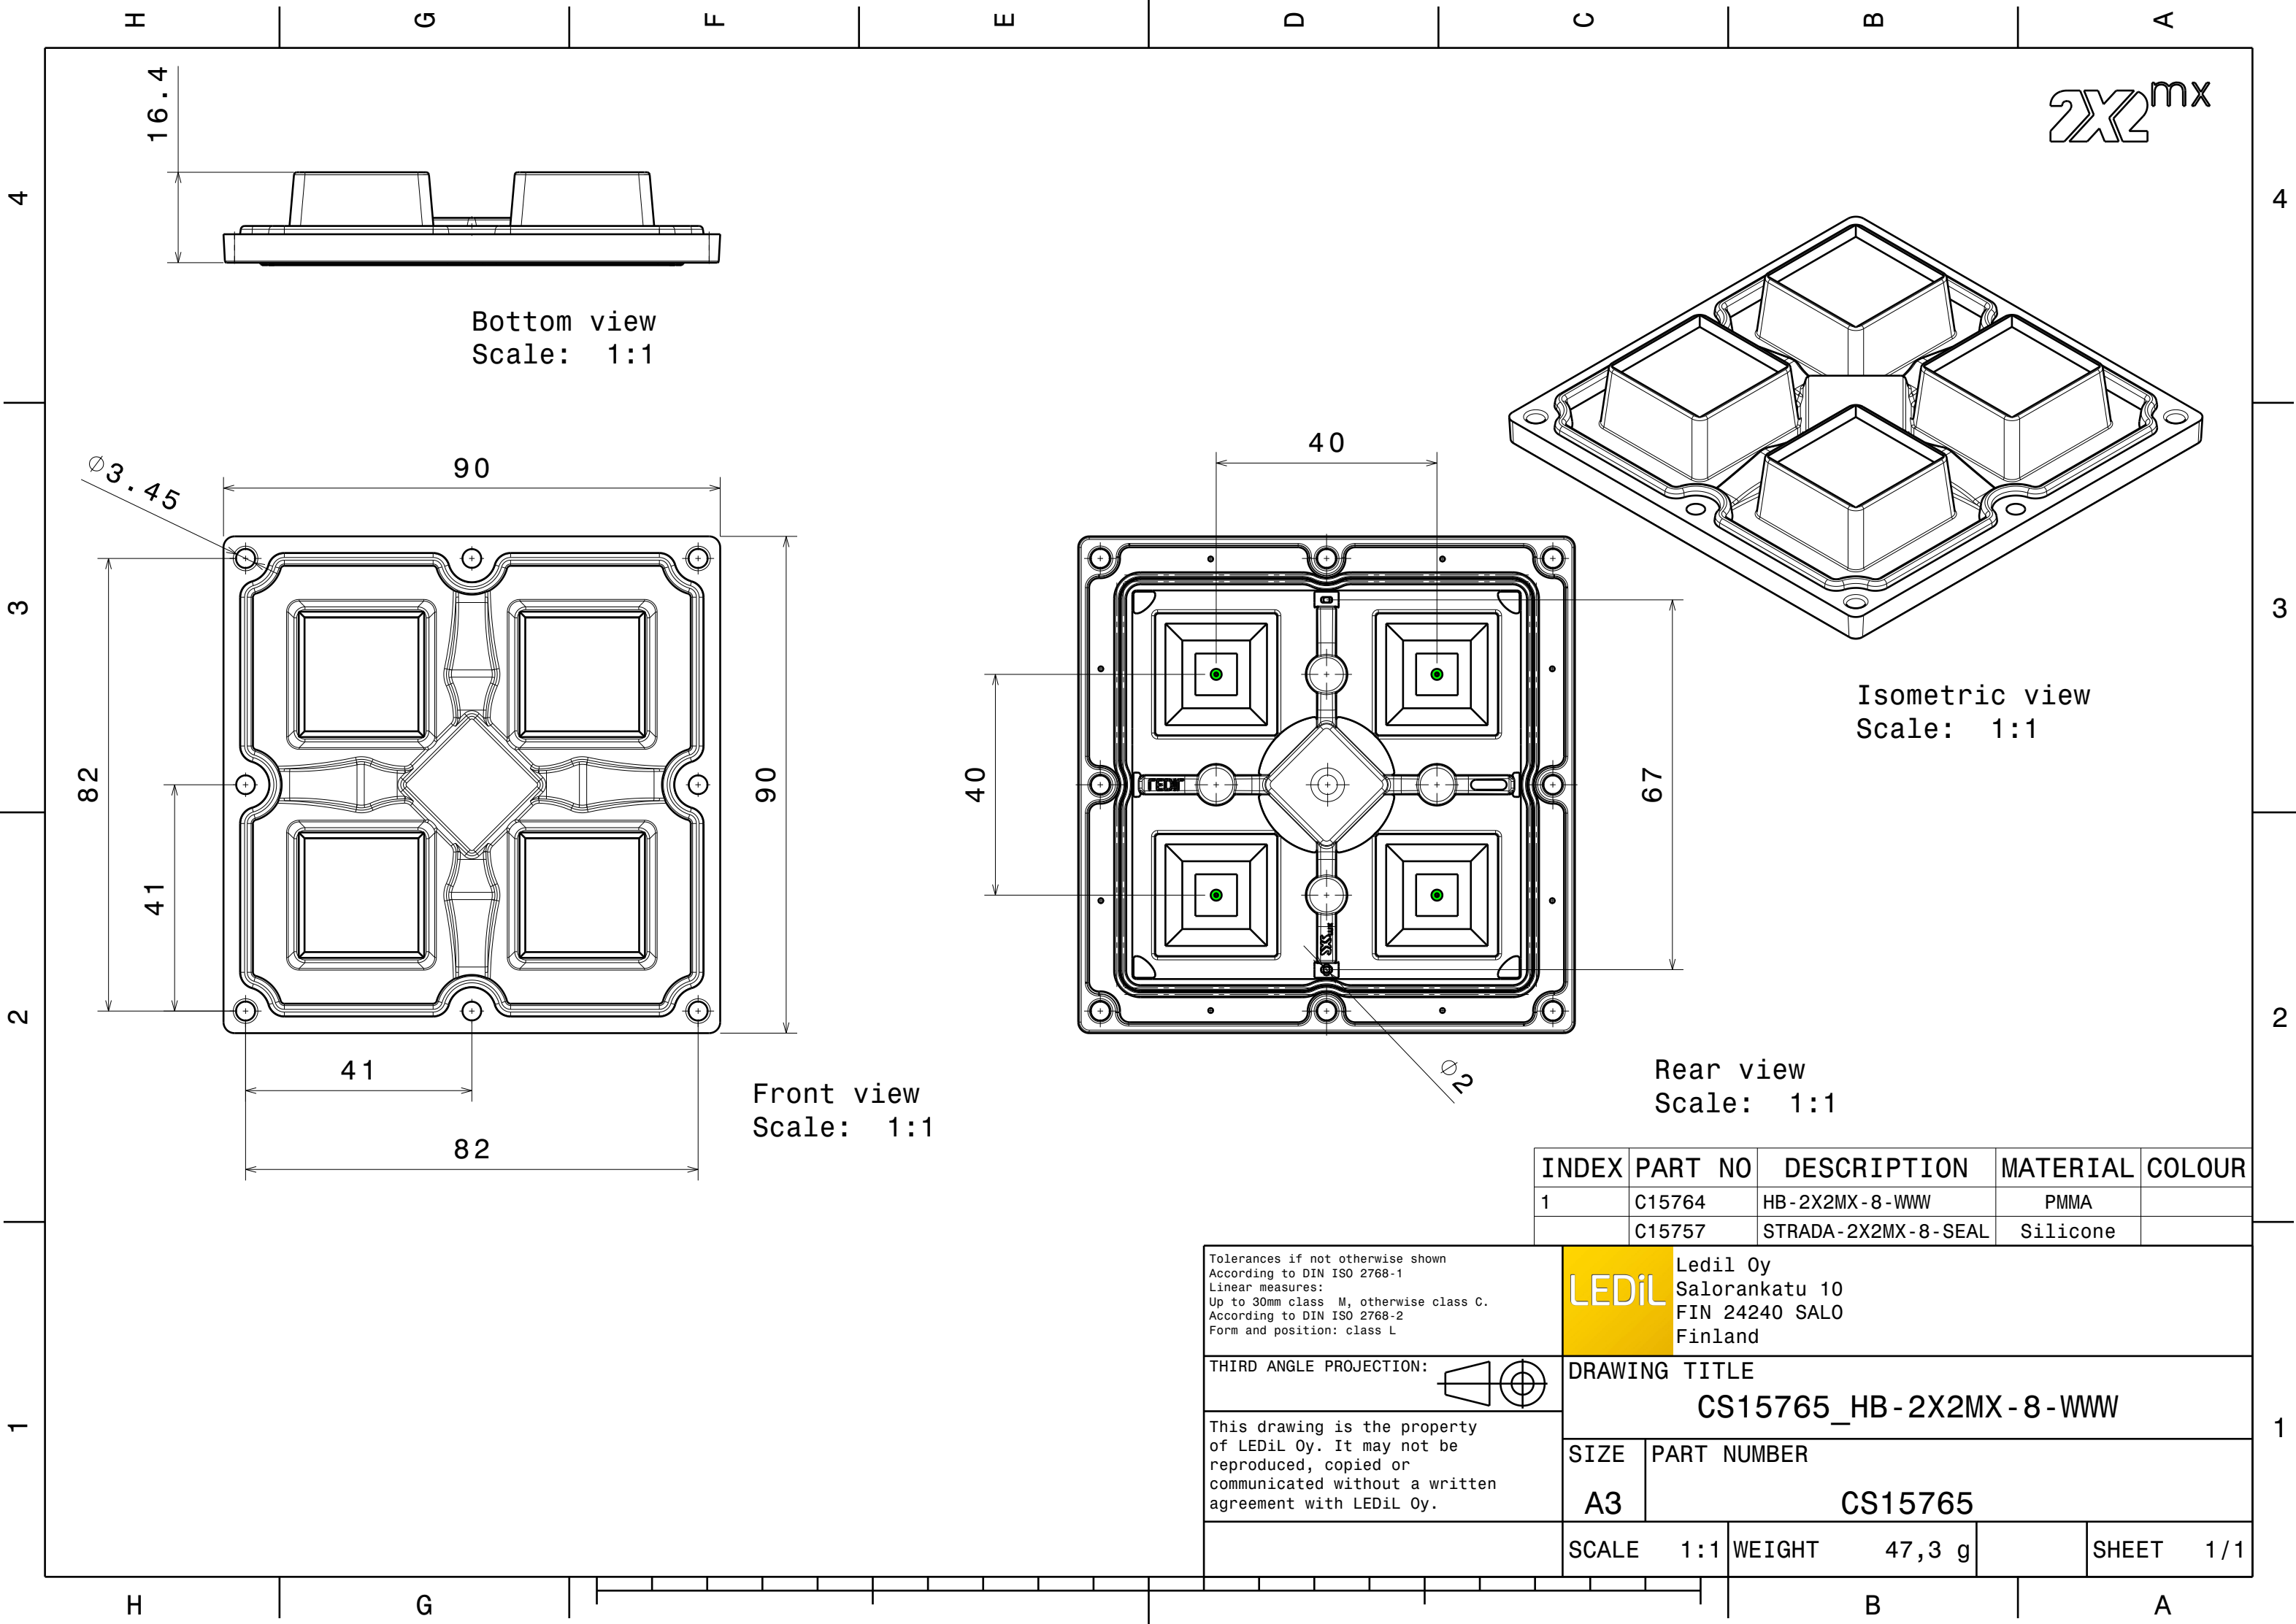 H G F E D C B A
2X2mx
16.4
4 4
Bottom view
Scale: 1:1
Isometric view
Scale: 1:1
3 3
⌀3.45
90
82
41
90
41
82
Front view
Scale: 1:1
40
40
67
LEDiL
⌀2
Rear view
Scale: 1:1
2 2
INDEX PART NO DESCRIPTION MATERIAL COLOUR
1 C15764 HB-2X2MX-8-WWW PMMA
C15757 STRADA-2X2MX-8-SEAL Silicone
Tolerances if not otherwise shown
According to DIN ISO 2768-1
Linear measures:
Up to 30mm class M, otherwise class C.
According to DIN ISO 2768-2
Form and position: class L
LEDiL
Ledil Oy
Salorankatu 10
FIN 24240 SALO
Finland
THIRD ANGLE PROJECTION:
DRAWING TITLE
CS15765_HB-2X2MX-8-WWW
This drawing is the property
of LEDiL Oy. It may not be
reproduced, copied or
communicated without a written
agreement with LEDiL Oy.
SIZE PART NUMBER
A3 CS15765
SCALE 1:1 WEIGHT 47,3 g SHEET 1/1
1 1
H G B A